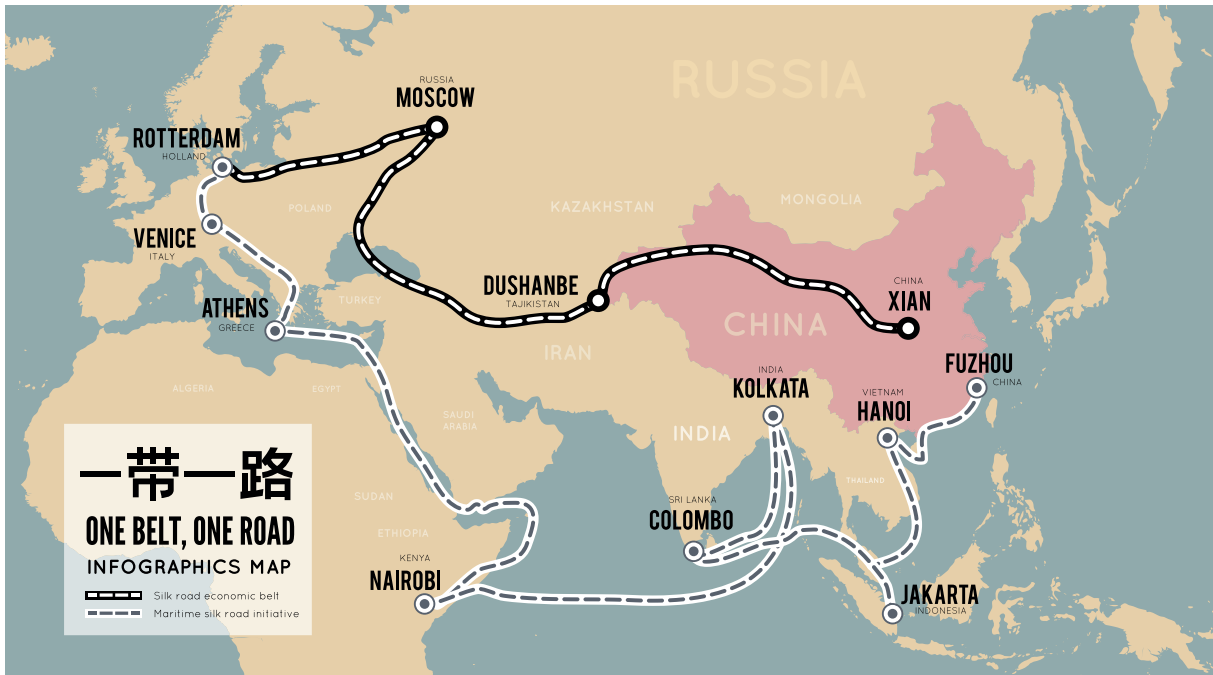 RUSSIA
RUSSIA
MOSCOW
ROTTERDAM
HOLLAND
POLAND
KAZAKHSTAN
MONGOLIA
VENICE
ITALY
DUSHANBE
TAJIKISTAN
CHINA
XIAN
ATHENS
GREECE
TURKEY
CHINA
IRAN
FUZHOU
CHINA
INDIA
KOLKATA
VIETNAM
HANOI
ALGERIA
EGYPT
SAUDI
ARABIA
INDIA
THAILAND
SUDAN
SRI LANKA
COLOMBO
ETHIOPIA
KENYA
NAIROBI
JAKARTA
INDONESIA
一带一路
ONE BELT, ONE ROAD
INFOGRAPHICS MAP
Silk road economic belt
Maritime silk road initiative